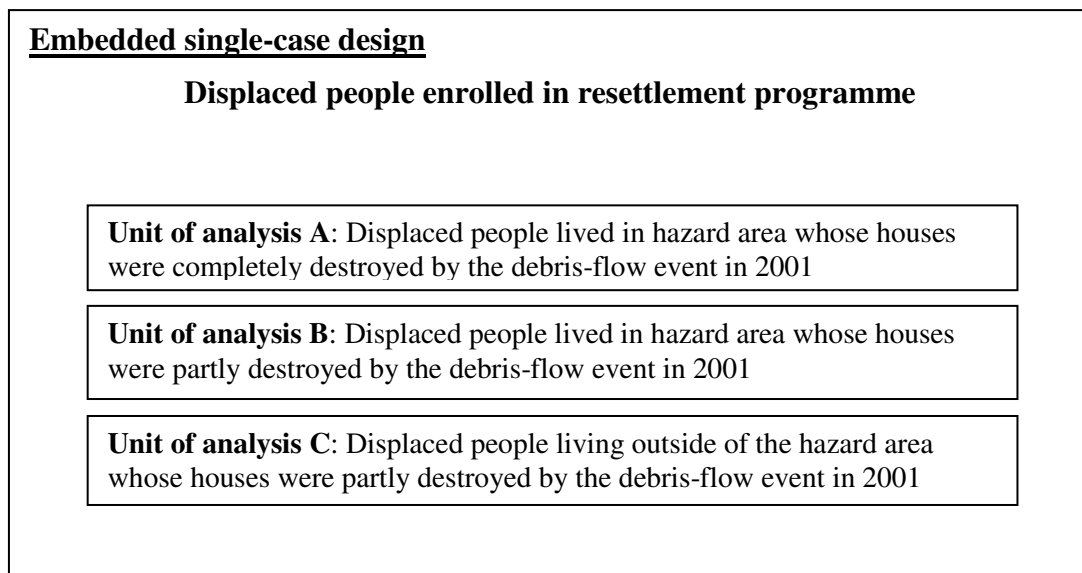 Embedded single-case design
Displaced people enrolled in resettlement programme
Unit of analysis A: Displaced people lived in hazard area whose houses
were completely destroyed by the debris-flow event in 2001
Unit of analysis B: Displaced people lived in hazard area whose houses
were partly destroyed by the debris-flow event in 2001
Unit of analysis C: Displaced people living outside of the hazard area
whose houses were partly destroyed by the debris-flow event in 2001